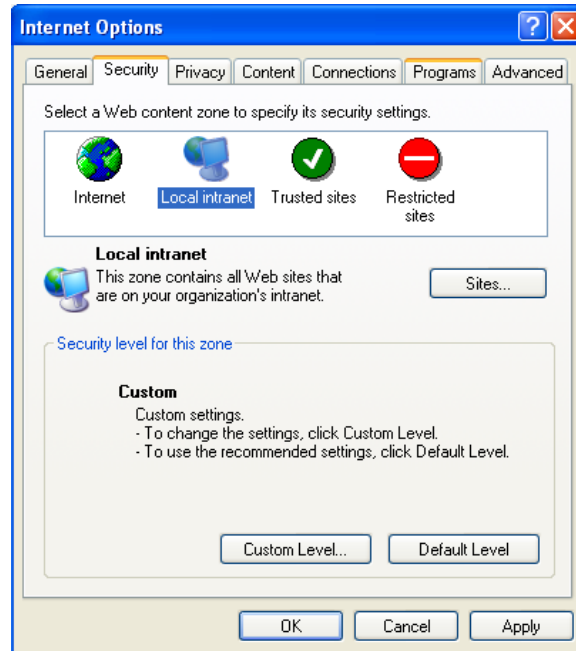 Internet Options
General Security Privacy Content Connections Programs Advanced
Select a Web content zone to specify its security settings.
Internet Local intranet Trusted sites Restricted
sites
Local intranet
This zone contains all Web sites that
are on your organization's intranet.
Sites...
Security level for this zone
Custom
Custom settings.
- To change the settings, click Custom Level.
- To use the recommended settings, click Default Level.
Custom Level... Default Level
OK Cancel Apply